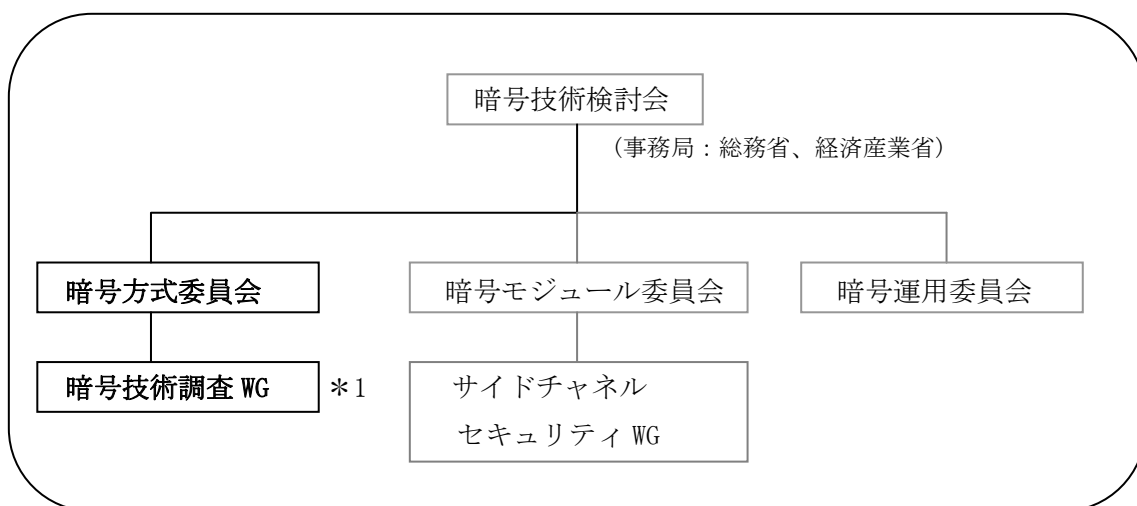 暗号技術検討会
(事務局：総務省、経済産業省)
暗号方式委員会
暗号モジュール委員会
暗号運用委員会
暗号技術調査 WG
＊1
サイドチャネル
セキュリティ WG